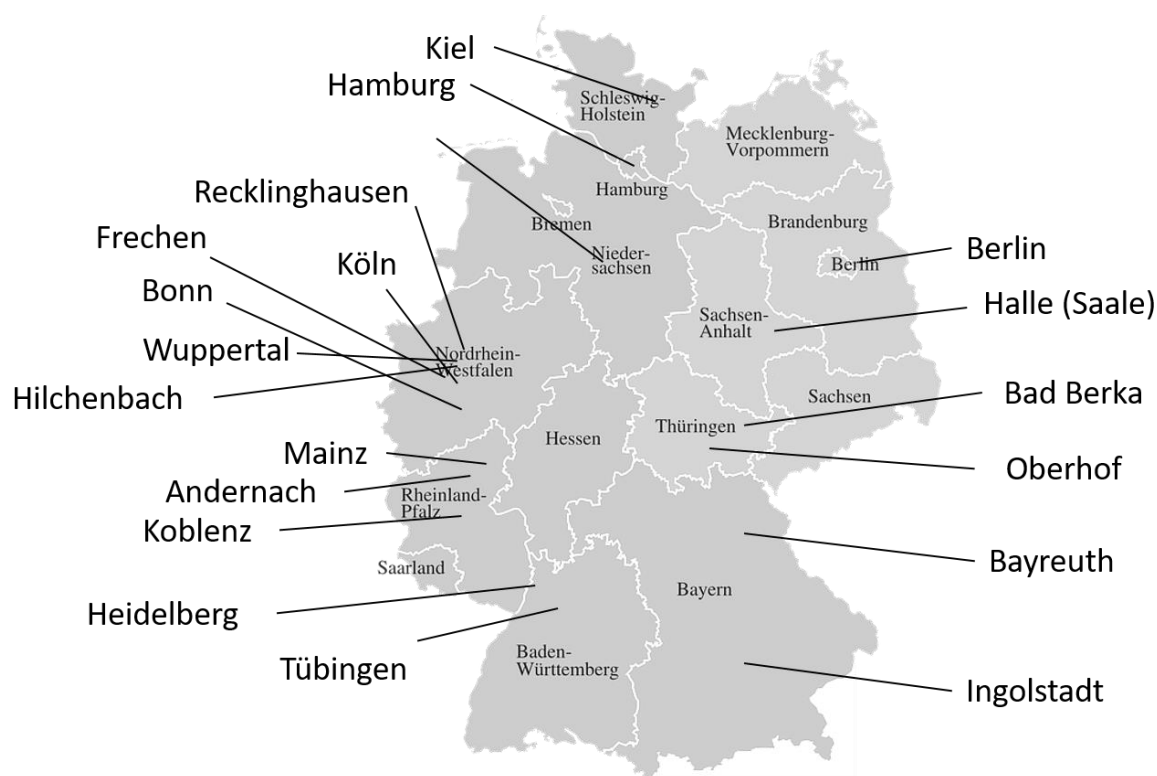 Kiel
Hamburg
Schleswig-
Holstein
Mecklenburg-
Vorpommern
Hamburg
Recklinghausen
Bremen
Brandenburg
Frechen
Nieder-
sachsen
Berlin
Berlin
Köln
Bonn
Halle (Saale)
Sachsen-
Anhalt
Wuppertal
Nordrhein-
Westfalen
Hilchenbach
Sachsen
Bad Berka
Thüringen
Hessen
Mainz
Oberhof
Andernach
Rheinland-
Pfalz
Koblenz
Bayreuth
Saarland
Bayern
Heidelberg
Tübingen
Baden-
Württemberg
Ingolstadt